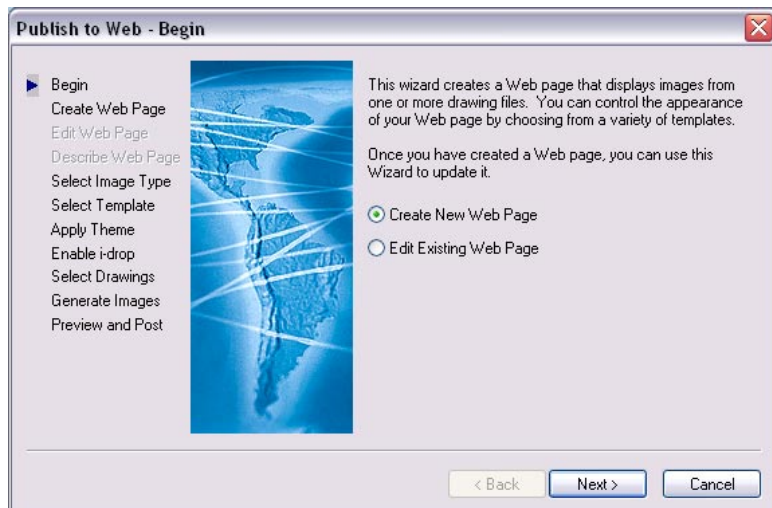 Publish to Web - Begin
Begin
Create Web Page
Edit Web Page
Describe Web Page
Select Image Type
Select Template
Apply Theme
Enable i-drop
Select Drawings
Generate Images
Preview and Post
This wizard creates a Web page that displays images from
one or more drawing files. You can control the appearance
of your Web page by choosing from a variety of templates.
Once you have created a Web page, you can use this
Wizard to update it.
Create New Web Page
Edit Existing Web Page
< Back
Next >
Cancel